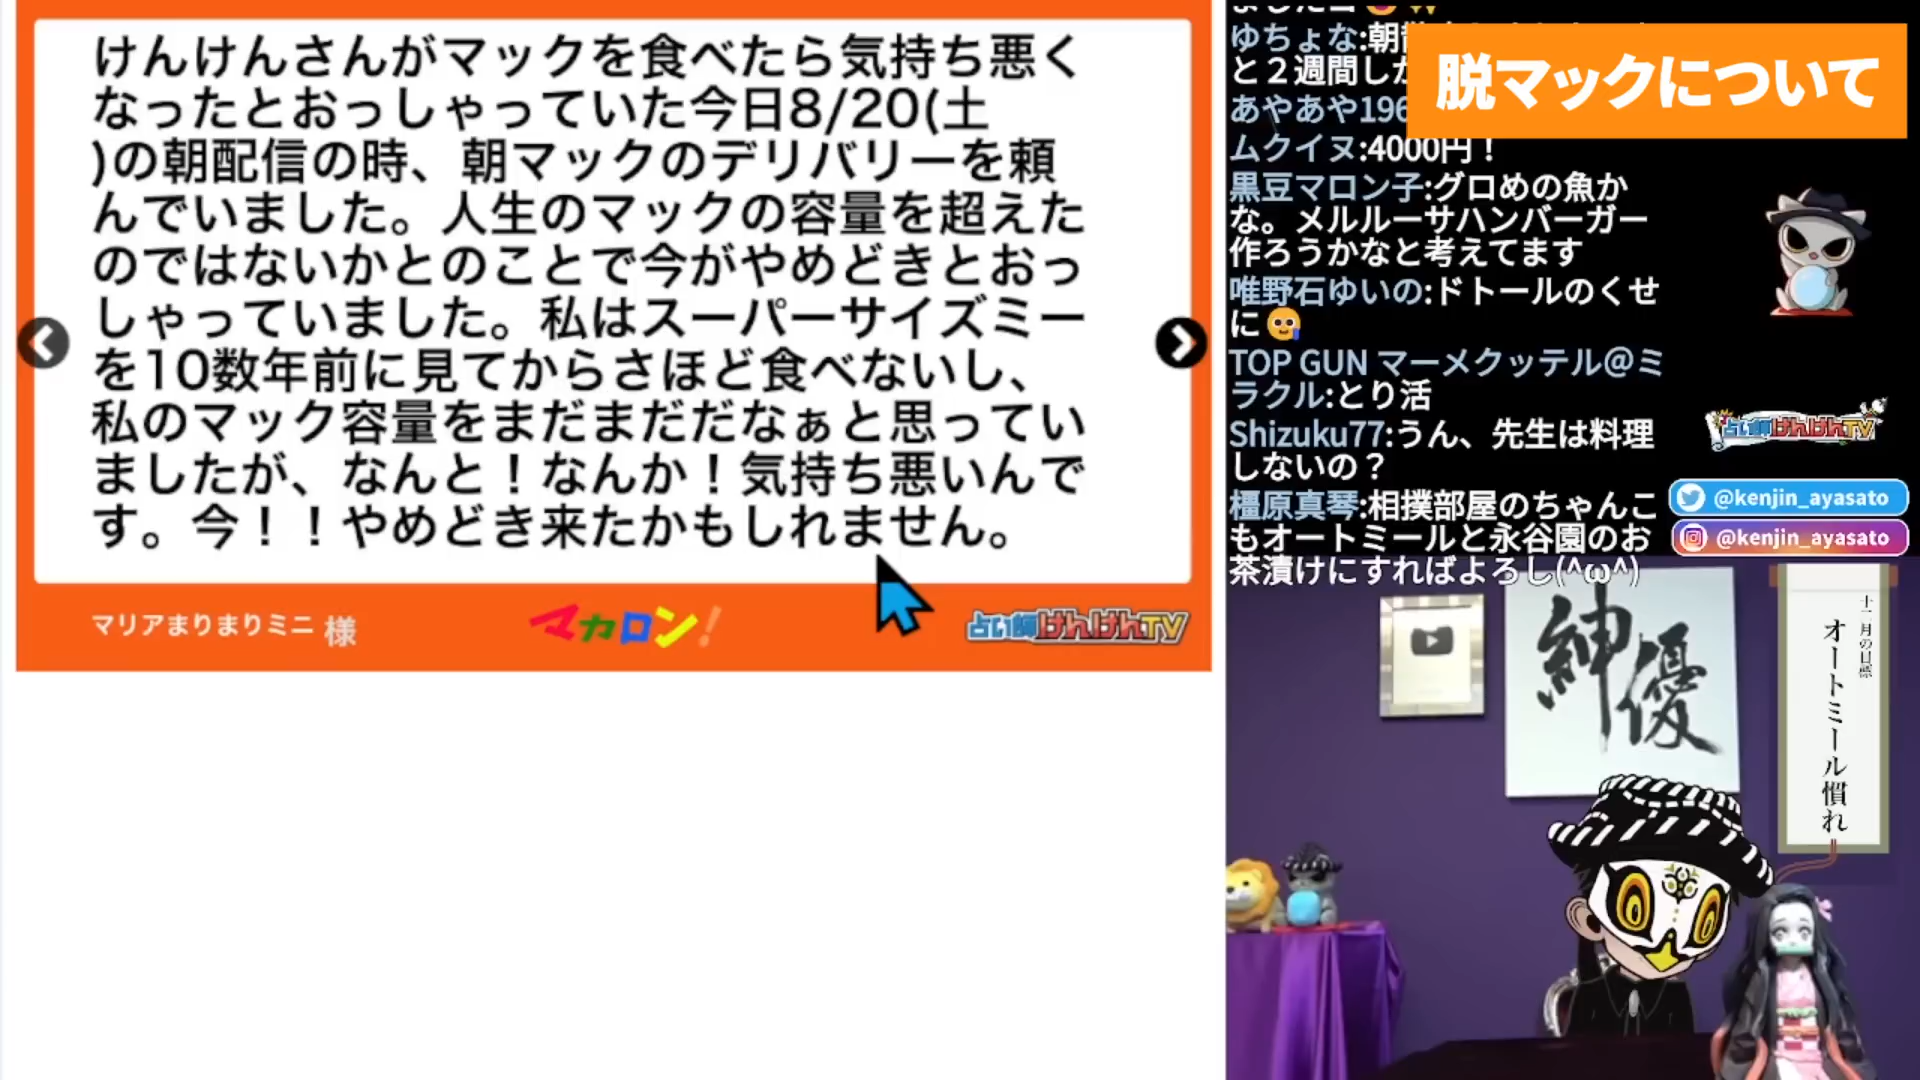 けんけんさんがマックを食べたら気持ち悪く
なったとおっしゃっていた今日8/20(土
)の朝配信の時、朝マックのデリバリーを頼
んでいました。人生のマックの容量を超えた
のではないかとのことで今がやめどきとおっ
しゃっていました。私はスーパーサイズミー
を10数年前に見てからさほど食べないし、
私のマック容量をまだまだだなぁと思ってい
ましたが、なんと！なんか！気持ち悪いんで
す。今！！やめどき来たかもしれません。
マリアまりまりミニ 様
マカロン！
占い師けんけんTV
脱マックについて
ゆちょな:朝
と２週間し
あやあや196
ムクイヌ:4000円！
黒豆マロン子:グロめの魚か
な。メルルーサハンバーガー
作ろうかなと考えてます
唯野石ゆいの:ドトールのくせ
に
TOP GUN マーメクッテル@ミ
ラクル:とり活
Shizuku77:うん、先生は料理
しないの？
橿原真琴:相撲部屋のちゃんこ
もオートミールと永谷園のお
茶漬けにすればよろし(^ω^)
占い師けんけんTV
@kenjin_ayasato
@kenjin_ayasato
紳優
十二月の目標
オートミール慣れ